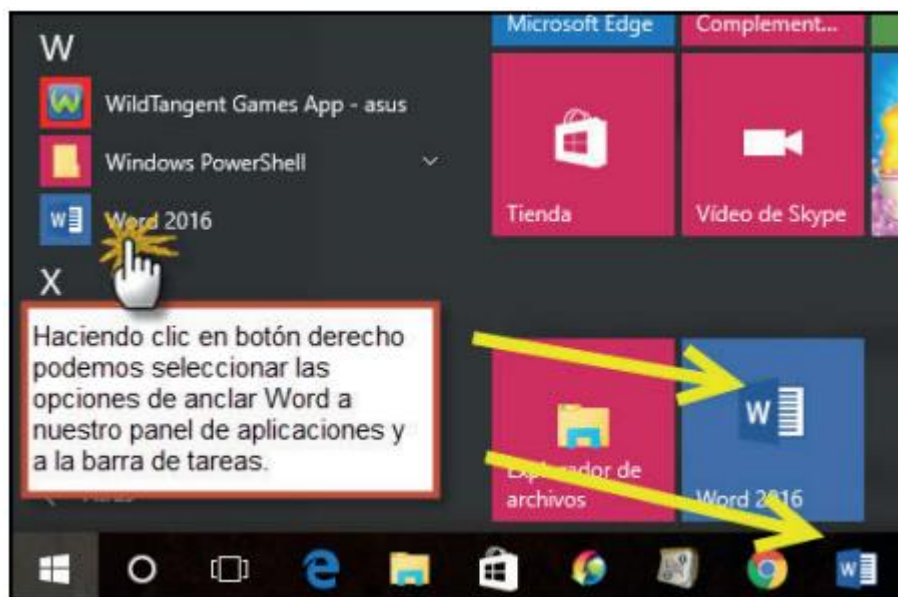 W
WildTangent Games App - asus
Windows PowerShell
Word 2016
X
Haciendo clic en botón derecho
podemos seleccionar las
opciones de anclar Word a
nuestro panel de aplicaciones y
a la barra de tareas.
Microsoft Edge
Complement...
Tienda
Vídeo de Skype
Explorador de
archivos
Word 2016